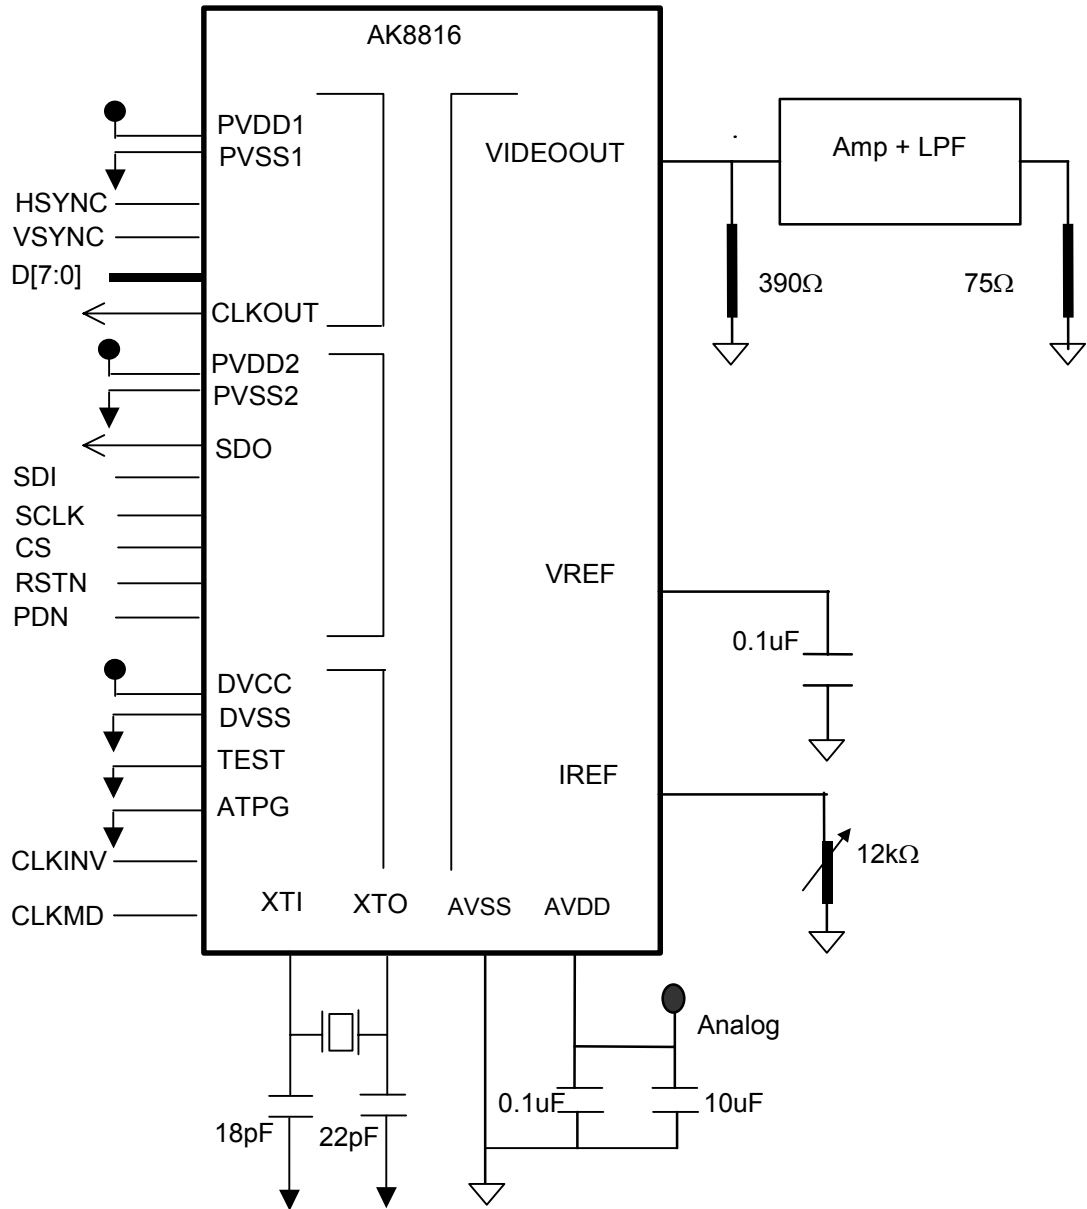 AK8816
PVDD1
PVSS1
VIDEOOUT
Amp + LPF
HSYNC
VSYNC
D[7:0]
CLKOUT
390Ω
75Ω
PVDD2
PVSS2
SDO
SDI
SCLK
CS
RSTN
PDN
VREF
0.1uF
DVCC
DVSS
TEST
ATPG
IREF
12kΩ
CLKINV
CLKMD
XTI
XTO
AVSS
AVDD
Analog
0.1uF
10uF
18pF
22pF